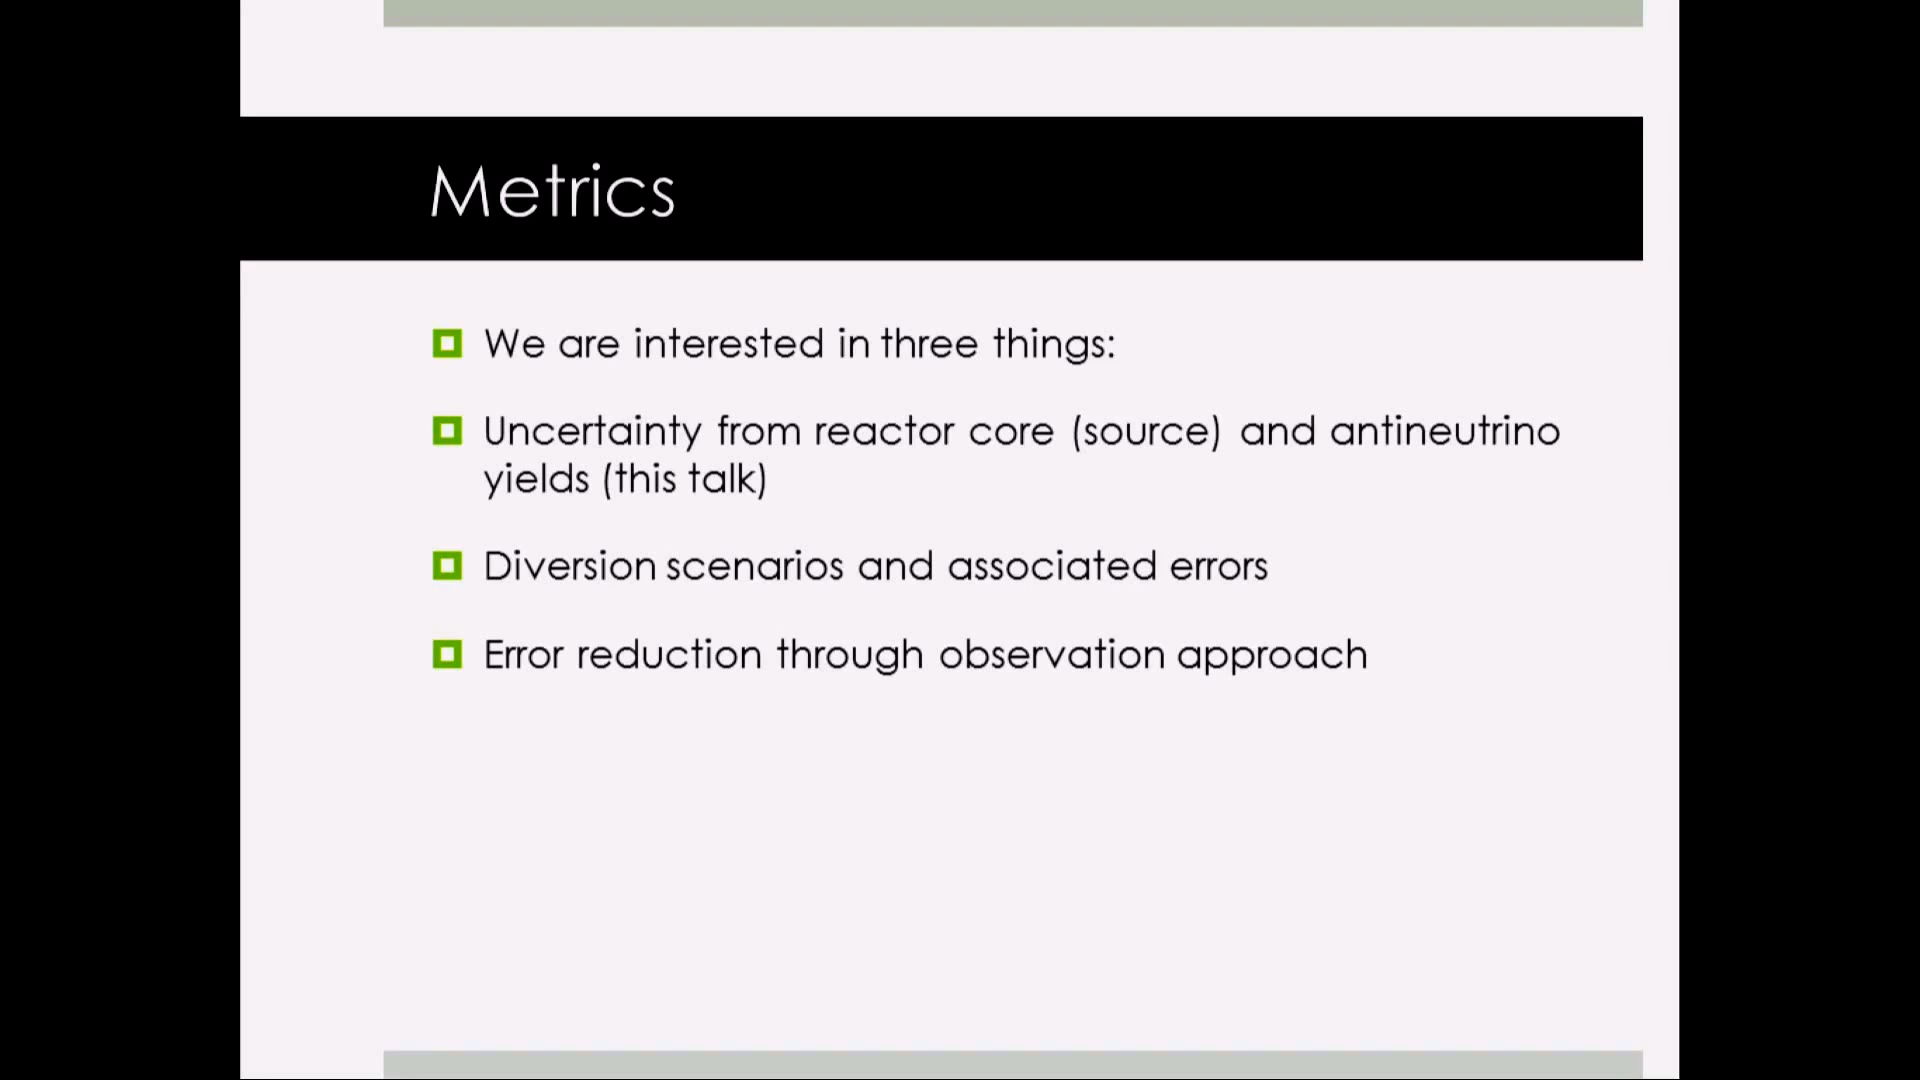 Metrics
We are interested in three things:
Uncertainty from reactor core (source) and antineutrino
yields (this talk)
Diversion scenarios and associated errors
Error reduction through observation approach